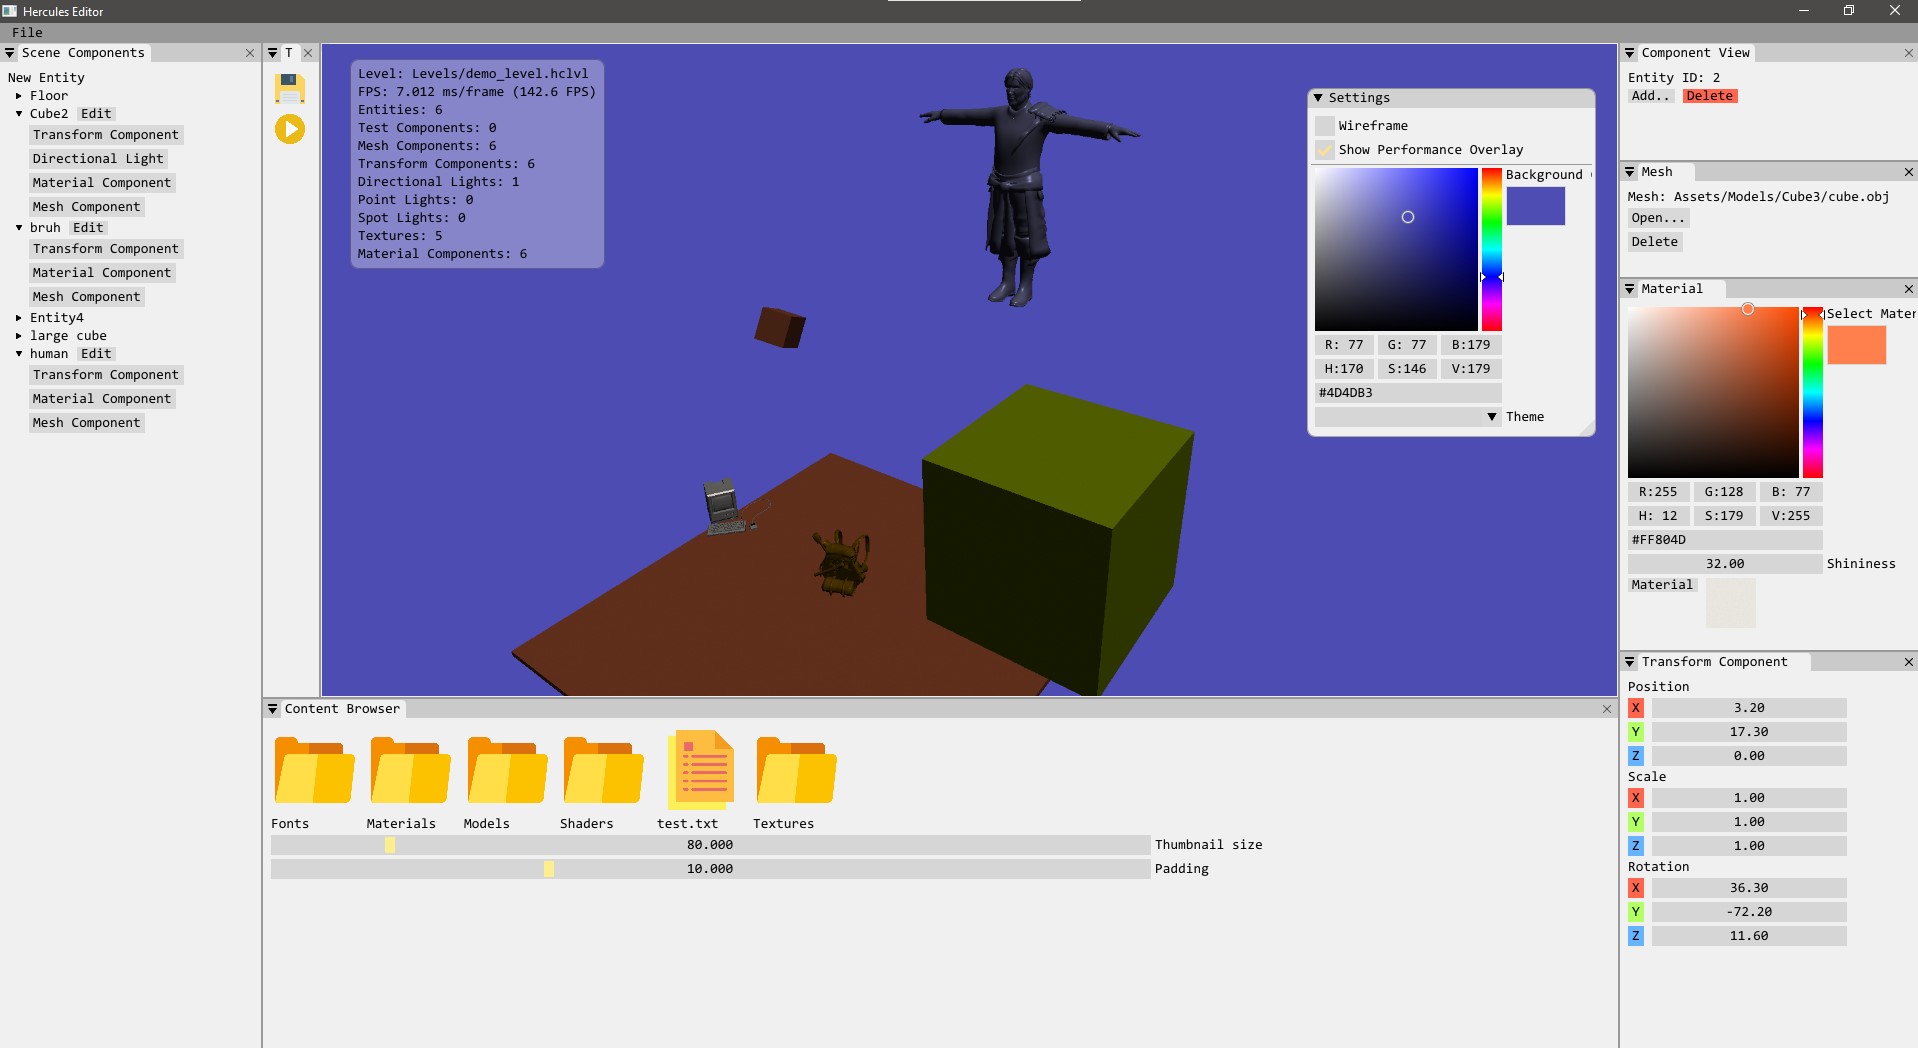 Hercules Editor
File
Scene Components
New Entity
Floor
Cube2 Edit
Transform Component
Directional Light
Material Component
Mesh Component
bruh Edit
Transform Component
Material Component
Mesh Component
Entity4
large cube
human Edit
Transform Component
Material Component
Mesh Component
T
Level: Levels/demo_level.hclvl
FPS: 7.012 ms/frame (142.6 FPS)
Entities: 6
Test Components: 0
Mesh Components: 6
Transform Components: 6
Directional Lights: 1
Point Lights: 0
Spot Lights: 0
Textures: 5
Material Components: 6
Settings
Wireframe
Show Performance Overlay
Background
R: 77 G: 77 B:179
H:170 S:146 V:179
#4D4DB3
Theme
Content Browser
Fonts Materials Models Shaders test.txt Textures
80.000 Thumbnail size
10.000 Padding
Component View
Entity ID: 2
Add.. Delete
Mesh
Mesh: Assets/Models/Cube3/cube.obj
Open...
Delete
Material
Select Mater
R:255 G:128 B: 77
H: 12 S:179 V:255
#FF804D
32.00 Shininess
Material
Transform Component
Position
X 3.20
Y 17.30
Z 0.00
Scale
X 1.00
Y 1.00
Z 1.00
Rotation
X 36.30
Y -72.20
Z 11.60